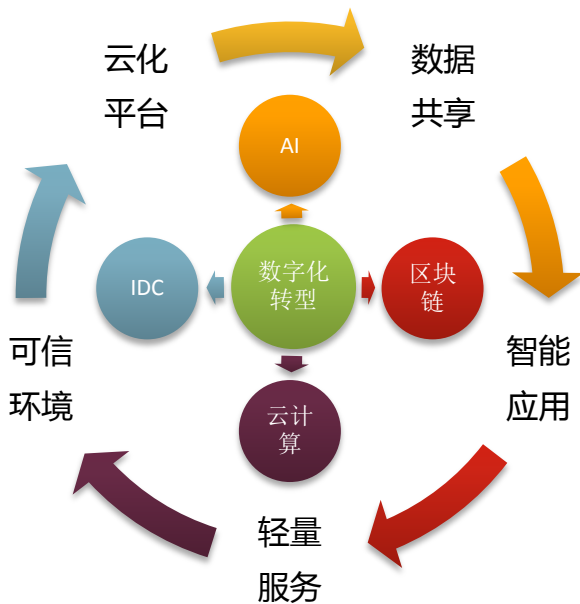 云化
平台
数据
共享
AI
IDC
数字化
转型
区块
链
可信
环境
智能
应用
云计
算
轻量
服务